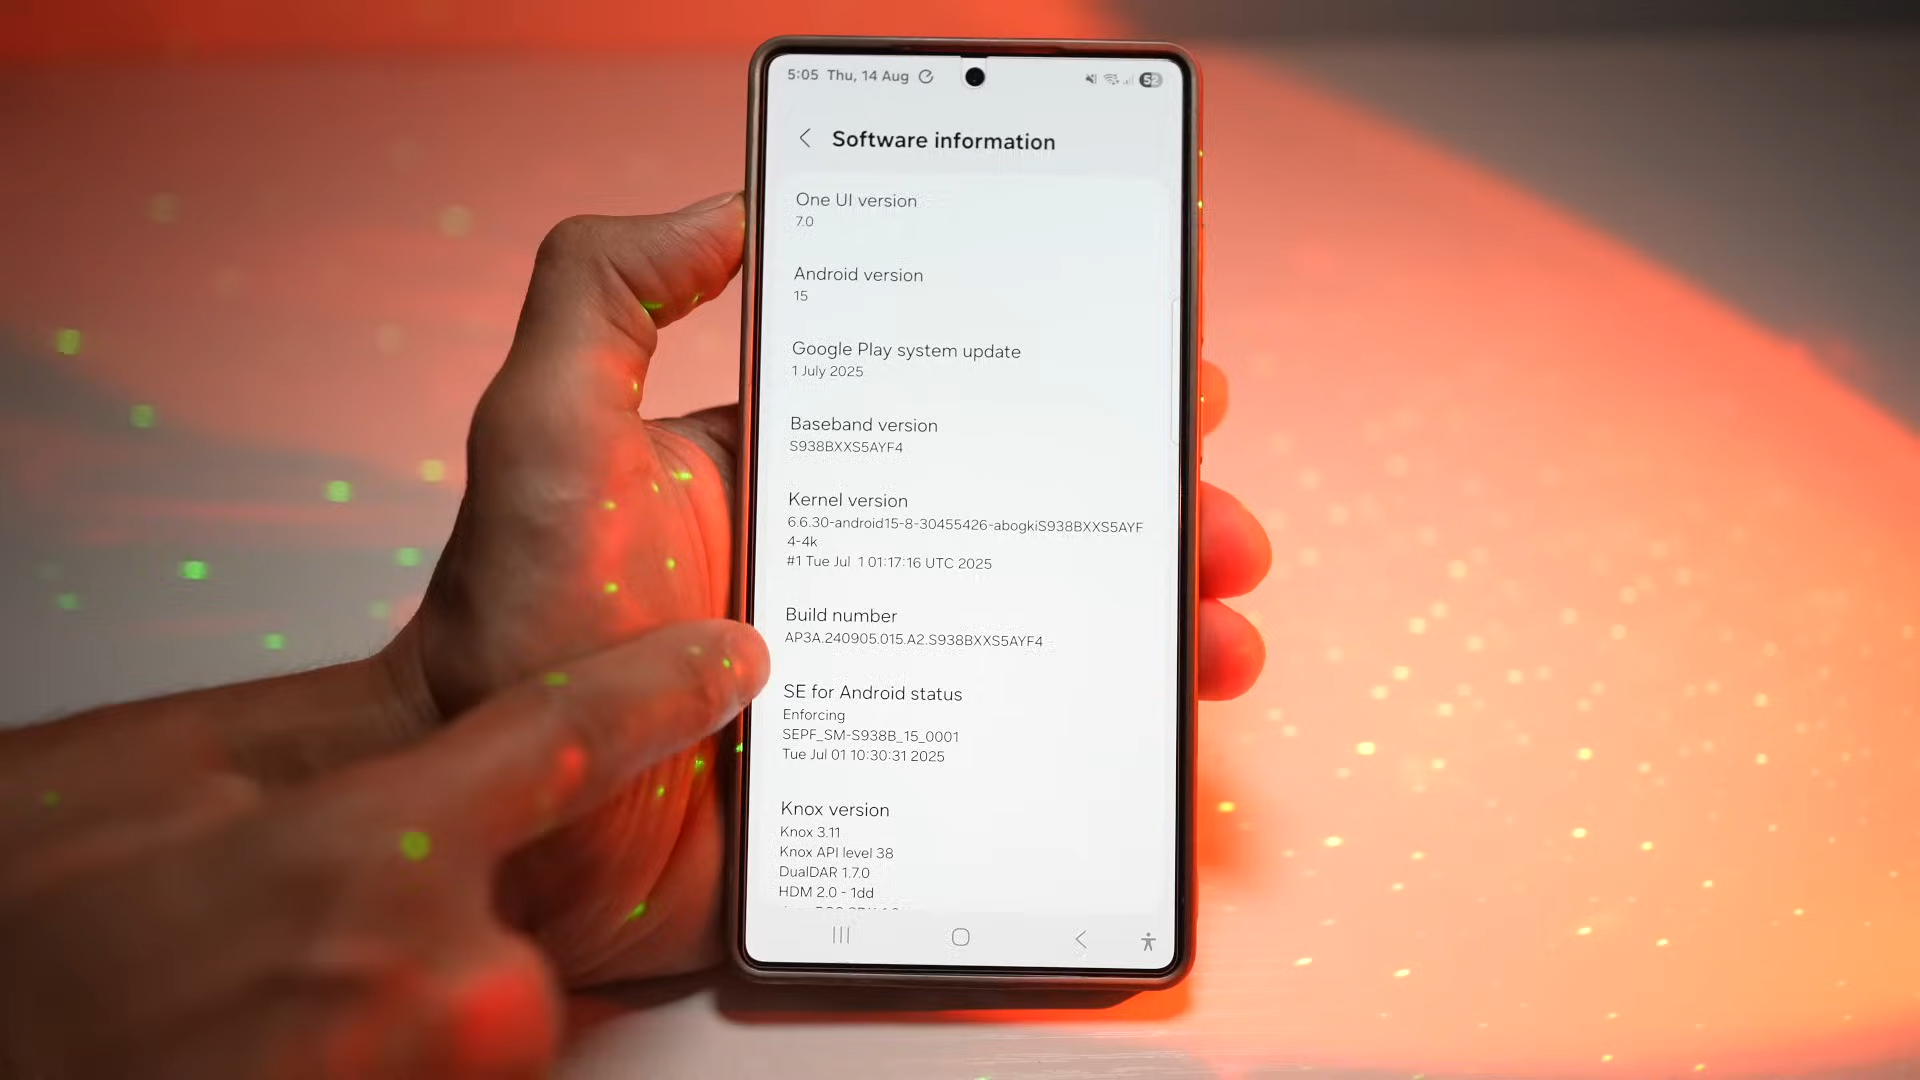 5:05 Thu, 14 Aug
52
Software information
One UI version
7.0
Android version
15
Google Play system update
1 July 2025
Baseband version
S938BXXS5AYF4
Kernel version
6.6.30-android15-8-30455426-abogkiS938BXXS5AYF
4-4k
#1 Tue Jul 1 01:17:16 UTC 2025
Build number
AP3A.240905.015.A2.S938BXXS5AYF4
SE for Android status
Enforcing
SEPF_SM-S938B_15_0001
Tue Jul 01 10:30:31 2025
Knox version
Knox 3.11
Knox API level 38
DualDAR 1.7.0
HDM 2.0 - 1dd